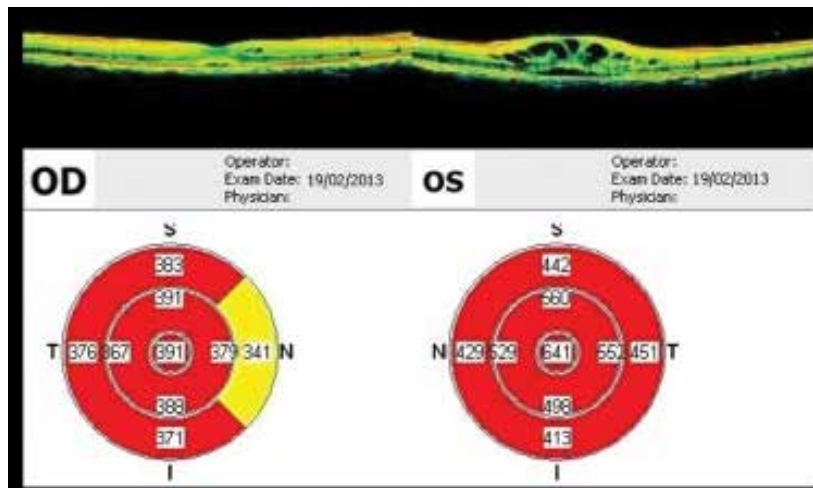 OD
Operator:
Exam Date: 19/02/2013
Physician:
OS
Operator:
Exam Date: 19/02/2013
Physician:
S
383
391
T 376 367 391 379 341 N
388
371
I
S
442
560
N 429 529 641 552 451 T
498
413
I